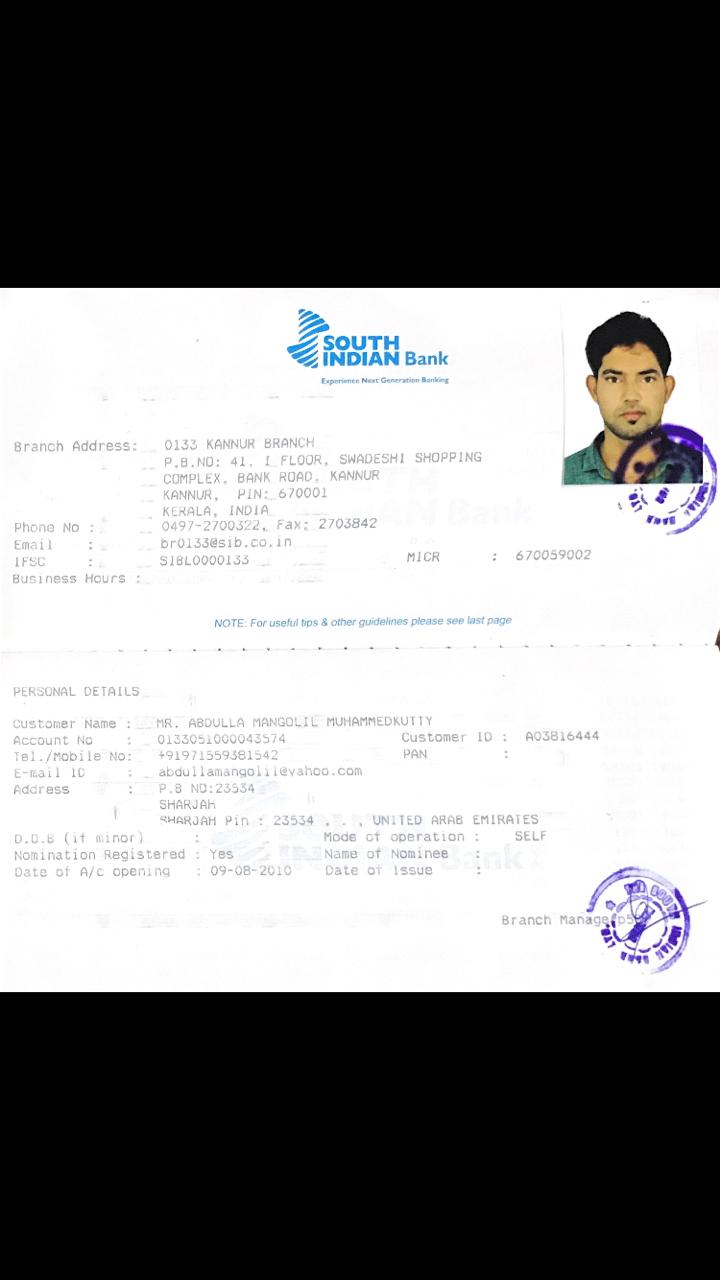 SOUTH
INDIAN Bank
Experience Next Generation Banking
Branch Address: 0133 KANNUR BRANCH
P.B.NO: 41, I FLOOR, SWADESHI SHOPPING
COMPLEX, BANK ROAD, KANNUR
KANNUR, PIN: 670001
KERALA, INDIA
Phone No : 0497-2700322, Fax: 2703842
Email : br0133@sib.co.in
IFSC : SIBL0000133 MICR : 670059002
Business Hours :
NOTE: For useful tips & other guidelines please see last page
PERSONAL DETAILS
Customer Name : MR. ABDULLA MANGOLIL MUHAMMEDKUTTY
Account No : 0133051000043574 Customer ID : A03816444
Tel./Mobile No: +91971559381542 PAN :
E-mail ID : abdullamangolil@yahoo.com
Address : P.B NO:23534
SHARJAH
SHARJAH Pin : 23534 . . , UNITED ARAB EMIRATES
D.O.B (if minor) : Mode of operation : SELF
Nomination Registered : Yes Name of Nominee :
Date of A/c opening : 09-08-2010 Date of Issue :
Branch Manager